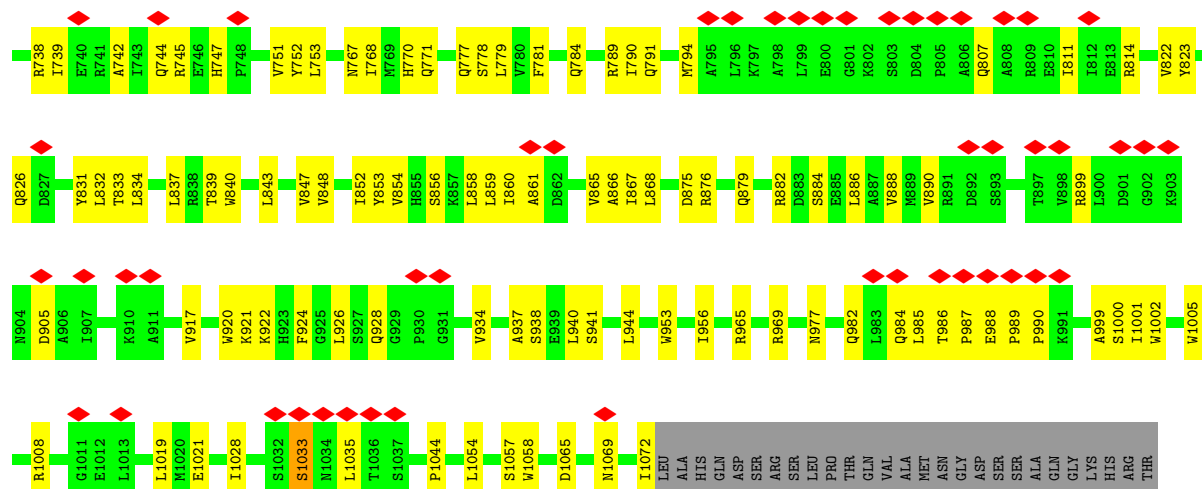 R738 I739 E740 R741 A742 I743 Q744 R745 E746 H747 P748 V751 Y752 L753 N767 I768 M769 H770 Q771 Q777 S778 L779 V780 F781 Q784 R789 I790 Q791 M794 A795 L796 K797 A798 L799 E800 G801 K802 S803 D804 P805 A806 Q807 A808 R809 E810 I811 I812 E813 R814 V822 Y823
Q826 D827 Y831 L832 T833 L834 L837 R838 T839 W840 L843 V847 V848 I852 Y853 V854 H855 S856 K857 L858 L859 I860 A861 D862 V865 A866 I867 L868 D875 R876 Q879 R882 D883 S884 E885 L886 A887 V888 M889 V890 R891 D892 S893 T897 V898 R899 L900 D901 G902 K903
N904 D905 A906 I907 K910 A911 V917 W920 K921 K922 H923 F924 G925 L926 S927 Q928 G929 P930 G931 V934 A937 S938 E939 L940 S941 L944 W953 I956 R965 R969 N977 Q982 L983 Q984 L985 T986 P987 E988 P989 P990 K991 A999 S1000 I1001 W1002 W1005
R1008 G1011 E1012 L1013 L1019 M1020 E1021 I1028 S1032 S1033 N1034 L1035 T1036 S1037 P1044 L1054 S1057 W1058 D1065 N1069 I1072 LEU ALA HIS GLN ASP SER ARG SER LEU PRO THR GLN VAL ALA MET ASN GLY ASP SER SER ALA GLN GLY LYS HIS ARG THR